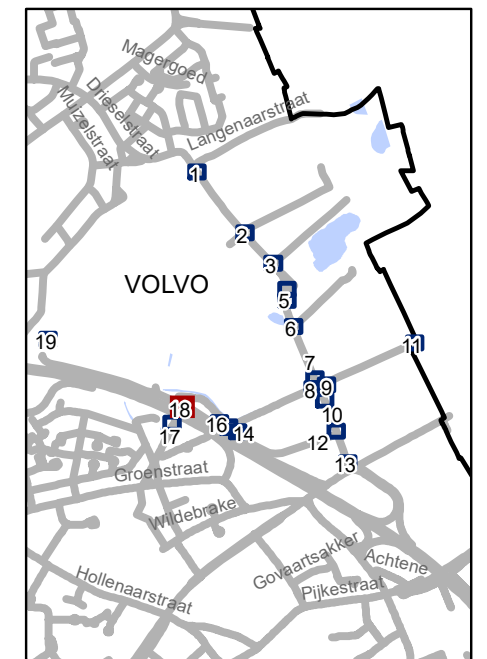 Magergoed
Drieselstraat
Muizelstraat
Langenaarstraat
1
2
3
VOLVO
5
6
19
11
7
8
9
18
10
16
17
14
12
13
Groenstraat
Wildebrake
Govaartsakker
Achtene
Hollenaarstraat
Pijkestraat